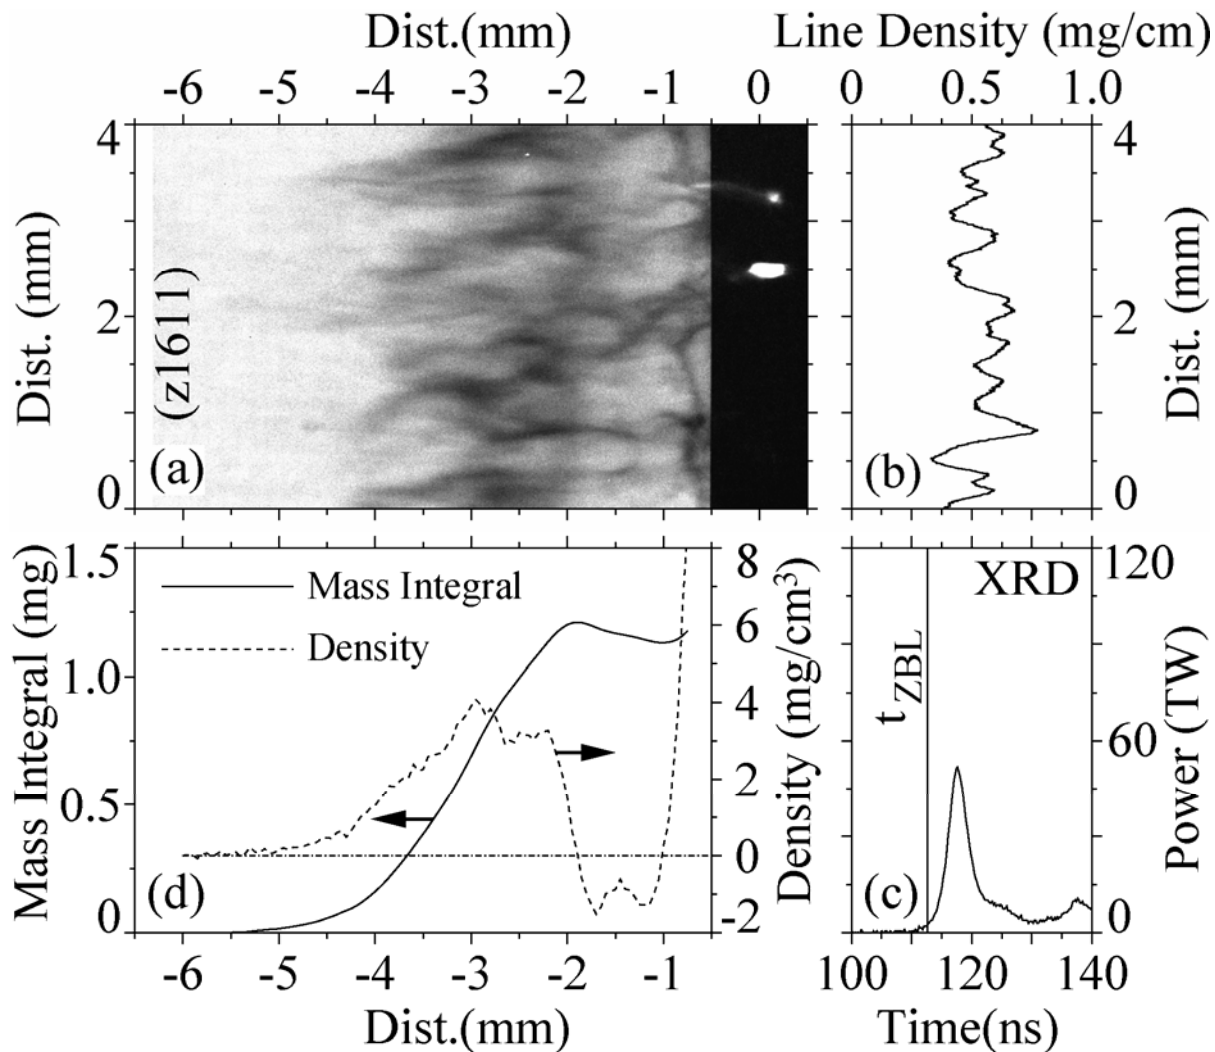 Dist.(mm) Line Density (mg/cm)
-6 -5 -4 -3 -2 -1 0 0 0.5 1.0
4 4
Dist. (mm) 2 (z1611) 2 Dist. (mm)
0 (a) (b) 0
1.5 8 120
Mass Integral XRD
Density 6
Mass Integral (mg) 1.0 4 Density (mg/cm³) t ZBL 60 Power (TW)
0.5 2
0
0 (d) -2 (c) 0
-6 -5 -4 -3 -2 -1 100 120 140
Dist.(mm) Time(ns)